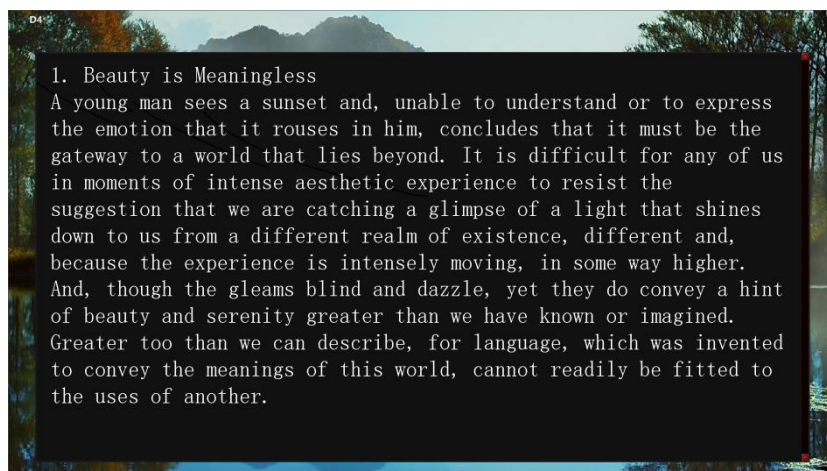 D4
1. Beauty is Meaningless
A young man sees a sunset and, unable to understand or to express
the emotion that it rouses in him, concludes that it must be the
gateway to a world that lies beyond. It is difficult for any of us
in moments of intense aesthetic experience to resist the
suggestion that we are catching a glimpse of a light that shines
down to us from a different realm of existence, different and,
because the experience is intensely moving, in some way higher.
And, though the gleams blind and dazzle, yet they do convey a hint
of beauty and serenity greater than we have known or imagined.
Greater too than we can describe, for language, which was invented
to convey the meanings of this world, cannot readily be fitted to
the uses of another.